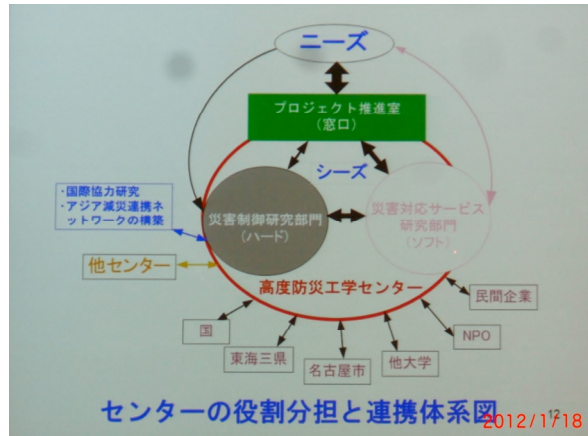 ニーズ
プロジェクト推進室
(窓口)
シーズ
・国際協力研究
・アジア減災連携ネ
ットワークの構築
災害制御研究部門
(ハード)
災害対応サービス
研究部門
(ソフト)
他センター
高度防災工学センター
国
東海三県
名古屋市
他大学
NPO
民間企業
センターの役割分担と連携体系図
12
2012/1/18